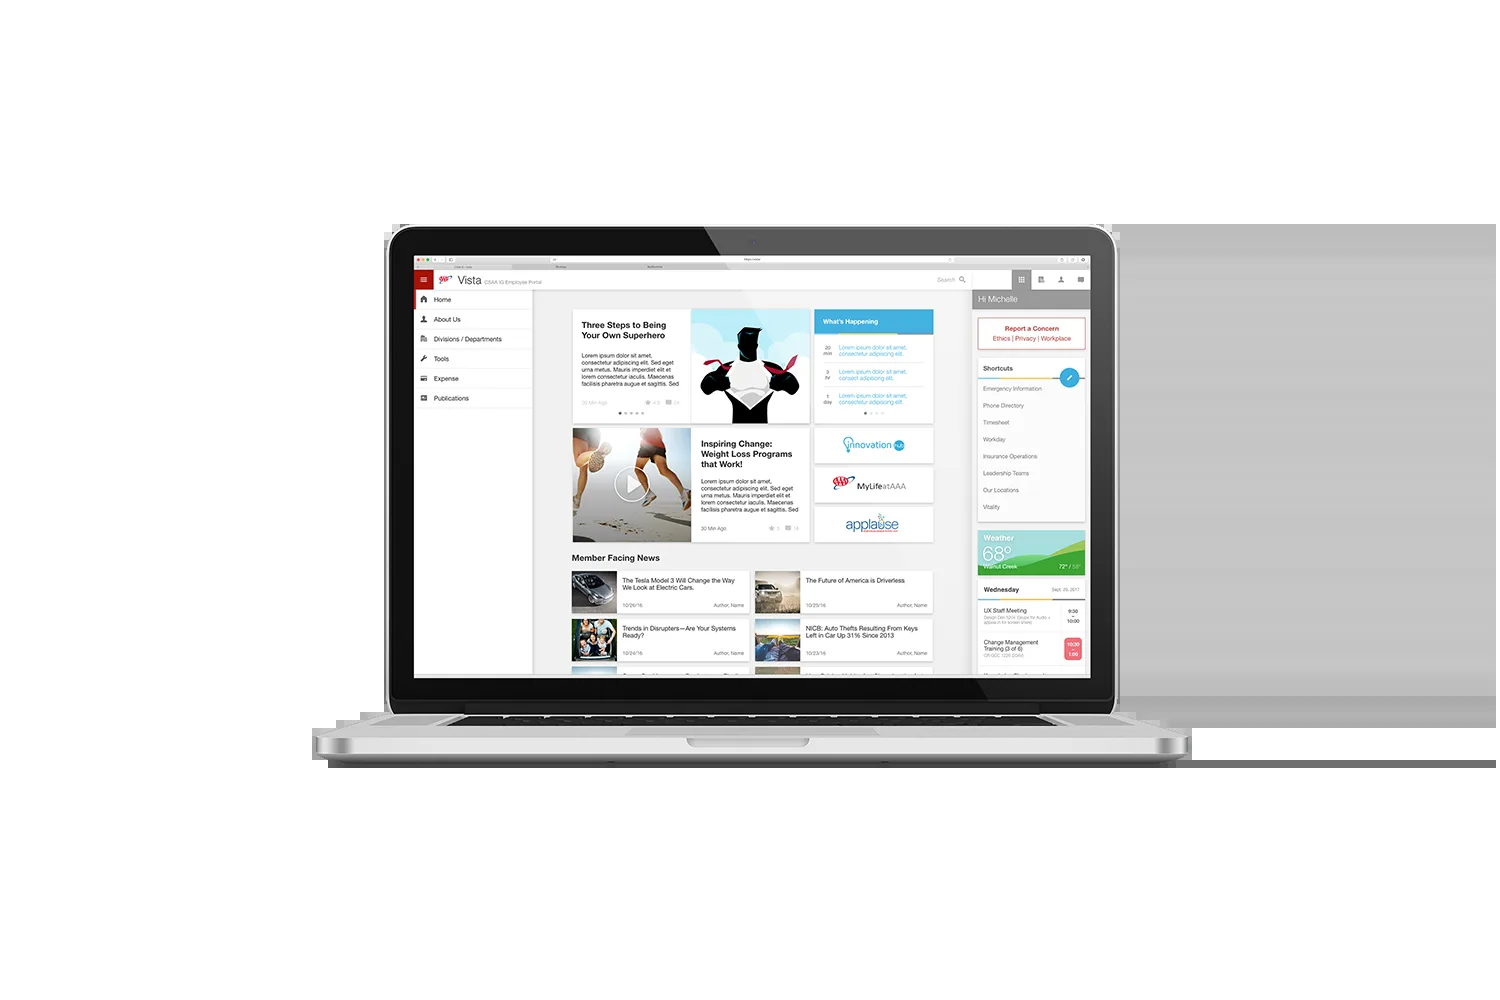 Vista CSAA IG Employee Portal
Search
Hi Michelle
Home
About Us
Divisions / Departments
Tools
Expense
Publications
Three Steps to Being
Your Own Superhero
Lorem ipsum dolor sit amet,
consectetur adipiscing elit. Sed eget
urna metus. Mauris imperdiet et
lorem consectetur iaculis. Maecenas
facilisis pharetra augue et sagittis. Sed
30 Min Ago
What's Happening
20
min
Lorem ipsum dolor sit amet,
consectetur adipiscing elit.
3
hr
Lorem ipsum dolor sit amet,
consect adipiscing elit.
1
day
Lorem ipsum dolor sit amet,
consectetur adipiscing elit.
Inspiring Change:
Weight Loss Programs
that Work!
Lorem ipsum dolor sit amet,
consectetur adipiscing elit. Sed eget
urna metus. Mauris imperdiet et
lorem consectetur iaculis. Maecenas
facilisis pharetra augue et sagittis. Sed
30 Min Ago
innovation hub
AAA MyLifeatAAA
applause
Member Facing News
The Tesla Model 3 Will Change the Way
We Look at Electric Cars.
10/26/16 Author, Name
The Future of America is Driverless
10/25/16 Author, Name
Trends in Disrupters—Are Your Systems
Ready?
10/24/16 Author, Name
NICB: Auto Thefts Resulting From Keys
Left in Car Up 31% Since 2013
10/23/16 Author, Name
Report a Concern
Ethics | Privacy | Workplace
Shortcuts
Emergency Information
Phone Directory
Timesheet
Workday
Insurance Operations
Leadership Teams
Our Locations
Vitality
Weather
68°
Walnut Creek 72° / 58°
Wednesday Sept. 20, 2017
UX Staff Meeting
9:30
–
10:00
Change Management
Training (3 of 6)
10:30
–
1:00